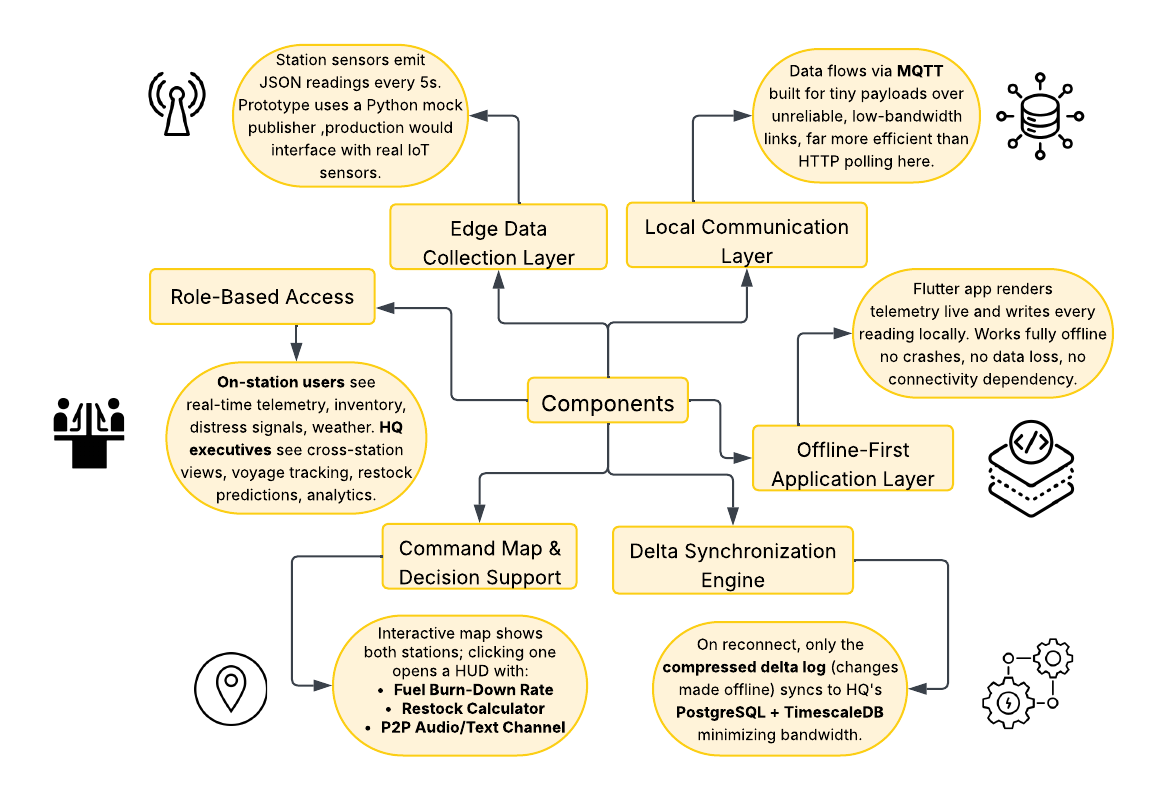 Station sensors emit
JSON readings every 5s.
Prototype uses a Python mock
publisher ,production would
interface with real IoT
sensors.
Data flows via MQTT
built for tiny payloads over
unreliable, low-bandwidth
links, far more efficient than
HTTP polling here.
Edge Data
Collection Layer
Local Communication
Layer
Role-Based Access
Flutter app renders
telemetry live and writes every
reading locally. Works fully offline
no crashes, no data loss, no
connectivity dependency.
On-station users see
real-time telemetry, inventory,
distress signals, weather. HQ
executives see cross-station
views, voyage tracking, restock
predictions, analytics.
Components
Offline-First
Application Layer
Command Map &
Decision Support
Delta Synchronization
Engine
Interactive map shows
both stations; clicking one
opens a HUD with:
• Fuel Burn-Down Rate
• Restock Calculator
• P2P Audio/Text Channel
On reconnect, only the
compressed delta log (changes
made offline) syncs to HQ's
PostgreSQL + TimescaleDB
minimizing bandwidth.